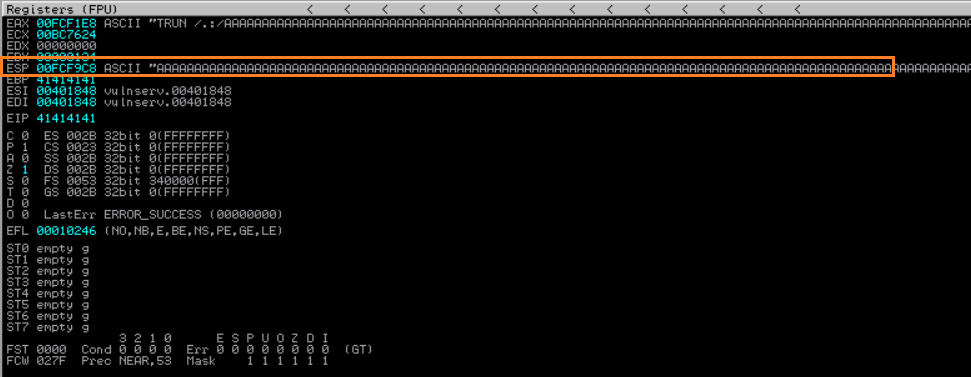 Registers (FPU) < < < < < < < < < < < < < <
EAX 00FCF1E8 ASCII "TRUN /.:/AAAAAAAAAAAAAAAAAAAAAAAAAAAAAAAAAAAAAAAAAAAAAAAAAAAAAAAAAAAAAAAAAAAAAAAAAAAAAAAAAAAAAAAAAAAAAAA
ECX 00BC7624
EDX 00000000
EBX 00000134
ESP 00FCF9C8 ASCII "AAAAAAAAAAAAAAAAAAAAAAAAAAAAAAAAAAAAAAAAAAAAAAAAAAAAAAAAAAAAAAAAAAAAAAAAAAAAAAAAAAAAAAAAAAAAAAAAAAAAAAAAAAAA
EBP 41414141
ESI 00401848 vulnserv.00401848
EDI 00401848 vulnserv.00401848
EIP 41414141
C 0 ES 002B 32bit 0(FFFFFFFF)
P 1 CS 0023 32bit 0(FFFFFFFF)
A 0 SS 002B 32bit 0(FFFFFFFF)
Z 1 DS 002B 32bit 0(FFFFFFFF)
S 0 FS 0053 32bit 340000(FFF)
T 0 GS 002B 32bit 0(FFFFFFFF)
D 0
O 0 LastErr ERROR_SUCCESS (00000000)
EFL 00010246 (NO,NB,E,BE,NS,PE,GE,LE)
ST0 empty g
ST1 empty g
ST2 empty g
ST3 empty g
ST4 empty g
ST5 empty g
ST6 empty g
ST7 empty g
3 2 1 0 E S P U O Z D I
FST 0000 Cond 0 0 0 0 Err 0 0 0 0 0 0 0 0 (GT)
FCW 027F Prec NEAR,53 Mask 1 1 1 1 1 1